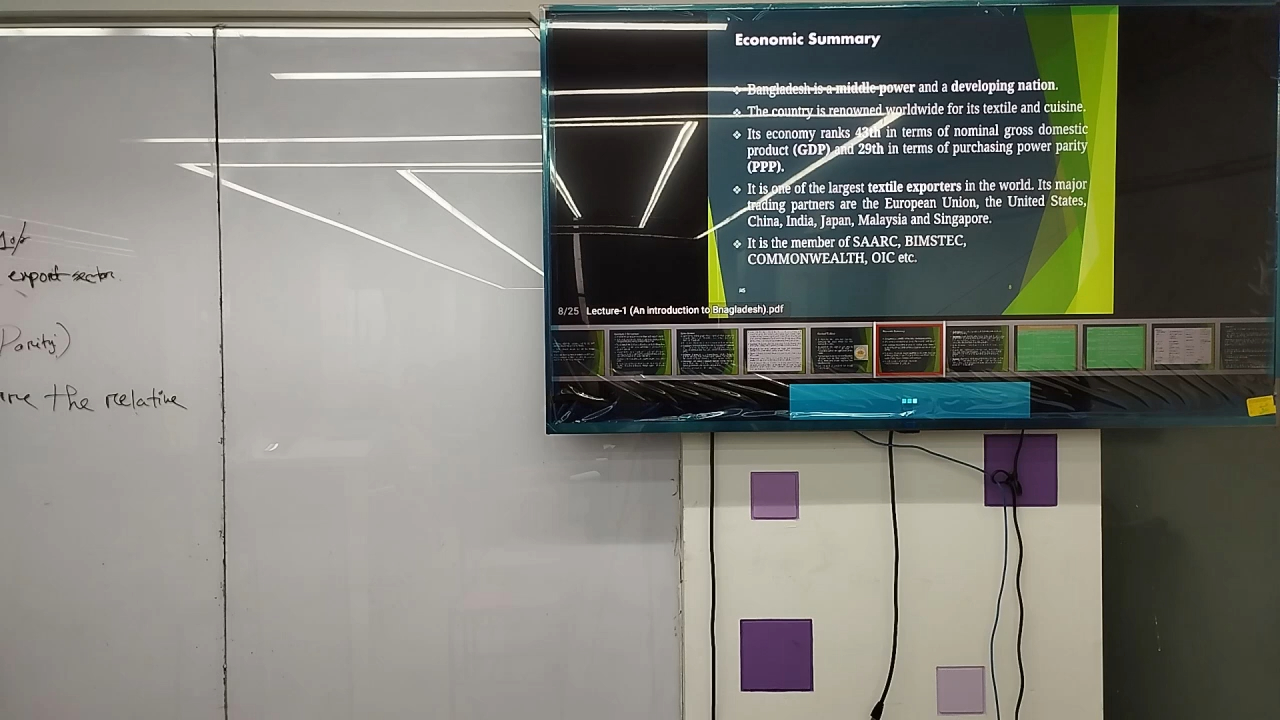 Economic Summary
Bangladesh is a middle power and a developing nation.
The country is renowned worldwide for its textile and cuisine.
Its economy ranks 43th in terms of nominal gross domestic
product (GDP) and 29th in terms of purchasing power parity
(PPP).
It is one of the largest textile exporters in the world. Its major
trading partners are the European Union, the United States,
China, India, Japan, Malaysia and Singapore.
It is the member of SAARC, BIMSTEC,
COMMONWEALTH, OIC etc.
8/25 Lecture-1 (An introduction to Bnagladesh).pdf
export sector
Parity)
the relative